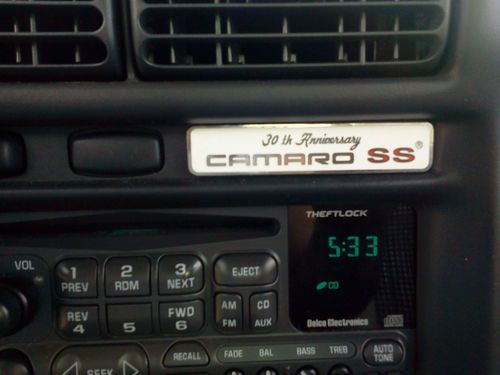 30th Anniversary
CAMARO SS®
THEFTLOCK
5:33
CD
VOL
1 PREV
2 RDM
3 NEXT
EJECT
AM FM
CD AUX
REV 4
5
FWD 6
Delco Electronics
SEEK
RECALL
FADE BAL BASS TREB
AUTO TONE